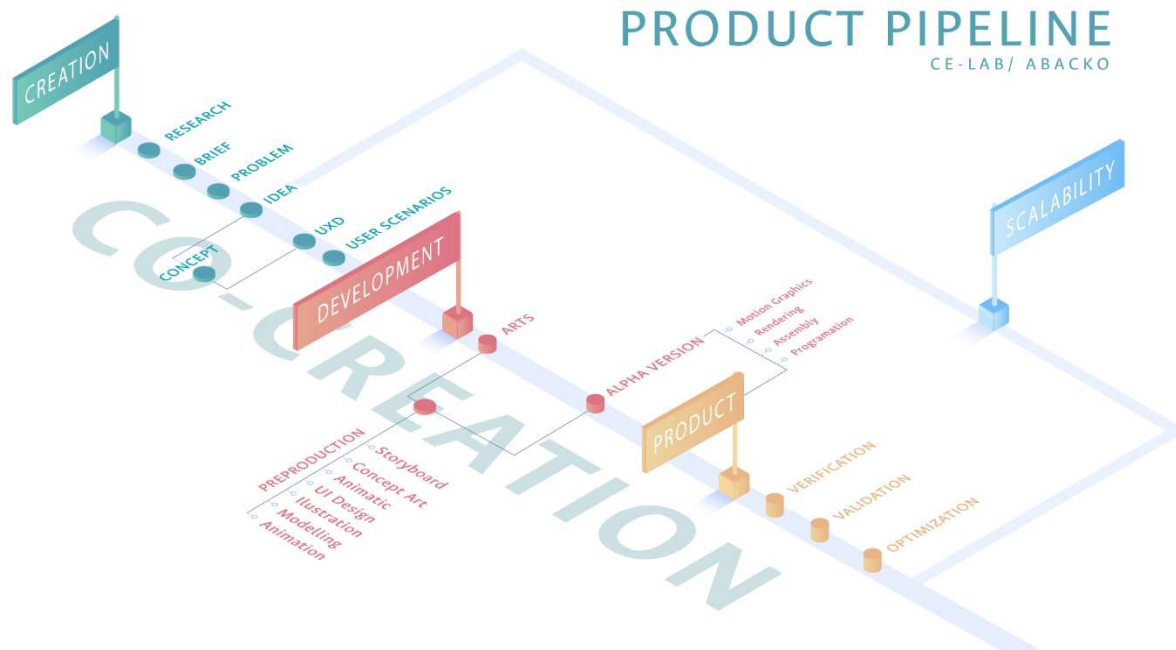 PRODUCT PIPELINE
CE-LAB/ ABACKO
CREATION
RESEARCH
BRIEF
PROBLEM
IDEA
CONCEPT
UXD
USER SCENARIOS
CO-CREATION
DEVELOPMENT
ARTS
PREPRODUCTION
Storyboard
Concept Art
Animatic
UI Design
Ilustration
Modelling
Animation
ALPHA VERSION
Motion Graphics
Rendering
Assembly
Programation
PRODUCT
VERIFICATION
VALIDATION
OPTIMIZATION
SCALABILITY